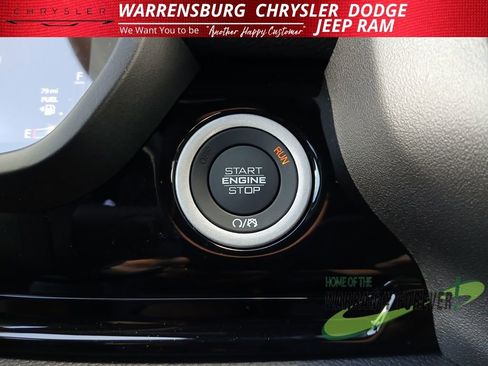 CHRYSLER
WARRENSBURG CHRYSLER DODGE
JEEP RAM
We Want You to be "Another Happy Customer"
F
79 mi
FUEL
E
OFF
RUN
START
ENGINE
STOP
HOME OF THE